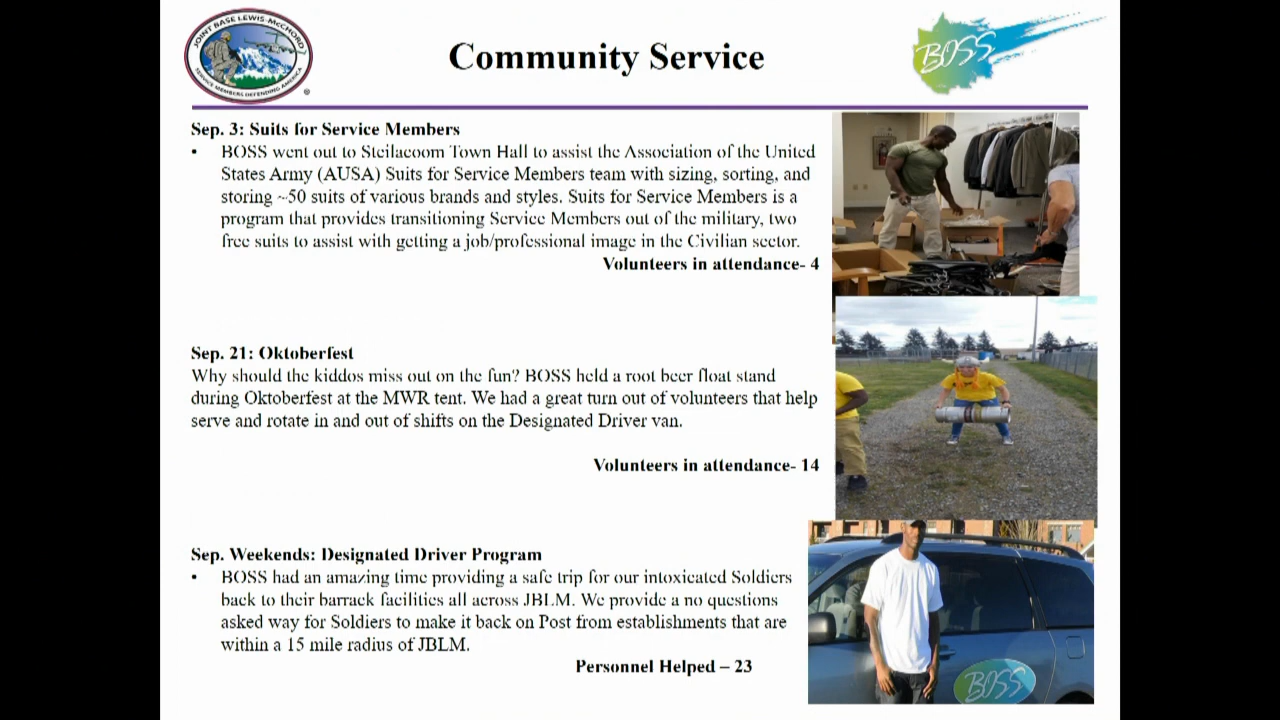 JOINT BASE LEWIS-McCHORD
SERVICE MEMBERS DEFENDING AMERICA
®
Community Service
BOSS
Sep. 3: Suits for Service Members
• BOSS went out to Steilacoom Town Hall to assist the Association of the United
States Army (AUSA) Suits for Service Members team with sizing, sorting, and
storing ~50 suits of various brands and styles. Suits for Service Members is a
program that provides transitioning Service Members out of the military, two
free suits to assist with getting a job/professional image in the Civilian sector.
Volunteers in attendance- 4
Sep. 21: Oktoberfest
Why should the kiddos miss out on the fun? BOSS held a root beer float stand
during Oktoberfest at the MWR tent. We had a great turn out of volunteers that help
serve and rotate in and out of shifts on the Designated Driver van.
Volunteers in attendance- 14
Sep. Weekends: Designated Driver Program
• BOSS had an amazing time providing a safe trip for our intoxicated Soldiers
back to their barrack facilities all across JBLM. We provide a no questions
asked way for Soldiers to make it back on Post from establishments that are
within a 15 mile radius of JBLM.
Personnel Helped – 23
BOSS